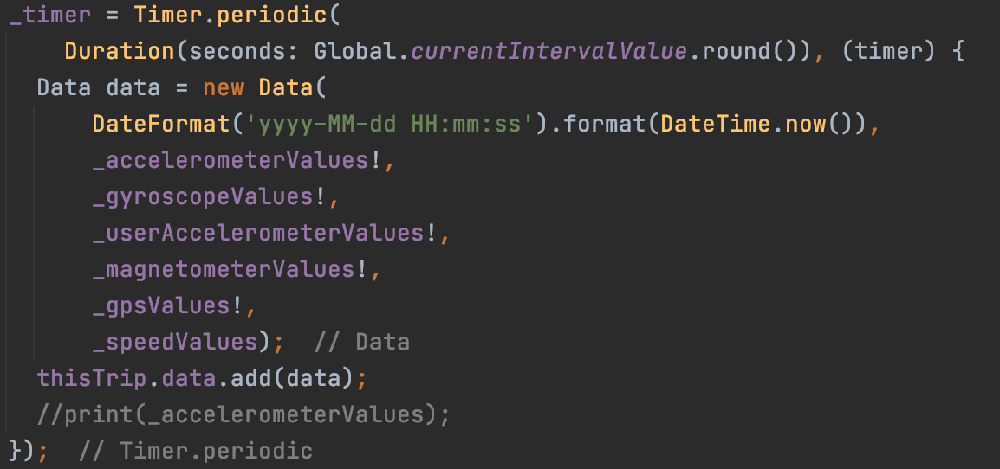 _timer = Timer.periodic(
    Duration(seconds: Global.currentIntervalValue.round()), (timer) {
  Data data = new Data(
      DateFormat('yyyy-MM-dd HH:mm:ss').format(DateTime.now()),
      _accelerometerValues!,
      _gyroscopeValues!,
      _userAccelerometerValues!,
      _magnetometerValues!,
      _gpsValues!,
      _speedValues);  // Data
  thisTrip.data.add(data);
  //print(_accelerometerValues);
});  // Timer.periodic